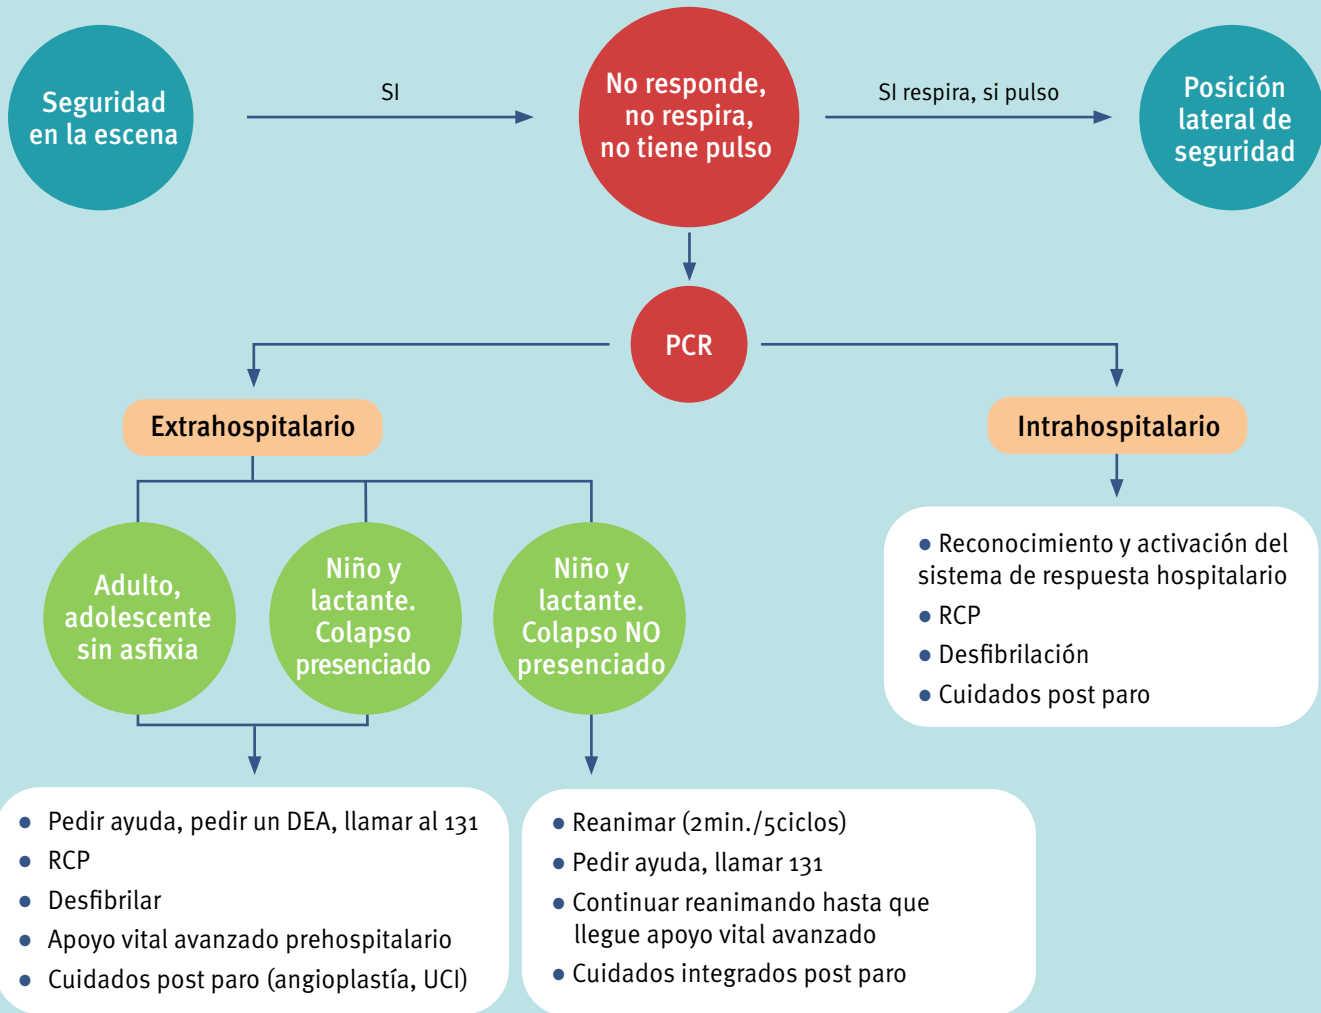 Seguridad
en la escena
SI
No responde,
no respira,
no tiene pulso
SI respira, si pulso
Posición
lateral de
seguridad
PCR
Extrahospitalario
Intrahospitalario
Adulto,
adolescente
sin asfixia
Niño y
lactante.
Colapso
presenciado
Niño y
lactante.
Colapso NO
presenciado
• Reconocimiento y activación del
sistema de respuesta hospitalario
• RCP
• Desfibrilación
• Cuidados post paro
• Pedir ayuda, pedir un DEA, llamar al 131
• RCP
• Desfibrilar
• Apoyo vital avanzado prehospitalario
• Cuidados post paro (angioplastía, UCI)
• Reanimar (2min./5ciclos)
• Pedir ayuda, llamar 131
• Continuar reanimando hasta que
llegue apoyo vital avanzado
• Cuidados integrados post paro